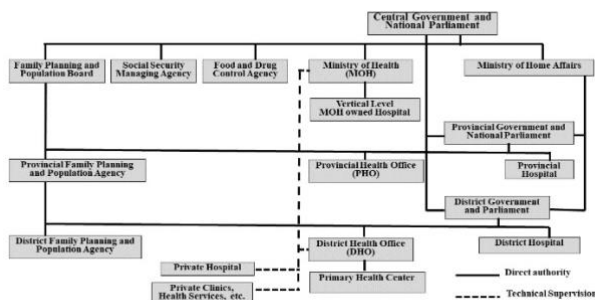 Central Government and
National Parliament
Family Planning and
Population Board
Social Security
Managing Agency
Food and Drug
Control Agency
Ministry of Health
(MOH)
Ministry of Home Affairs
Vertical Level
MOH owned Hospital
Provincial Government and
National Parliament
Provincial Family Planning
and Population Agency
Provincial Health Office
(PHO)
Provincial
Hospital
District Government
and Parliament
District Family Planning and
Population Agency
District Health Office
(DHO)
District Hospital
Private Hospital
Primary Health Center
Private Clinics,
Health Services, etc.
Direct authority
Technical Supervision